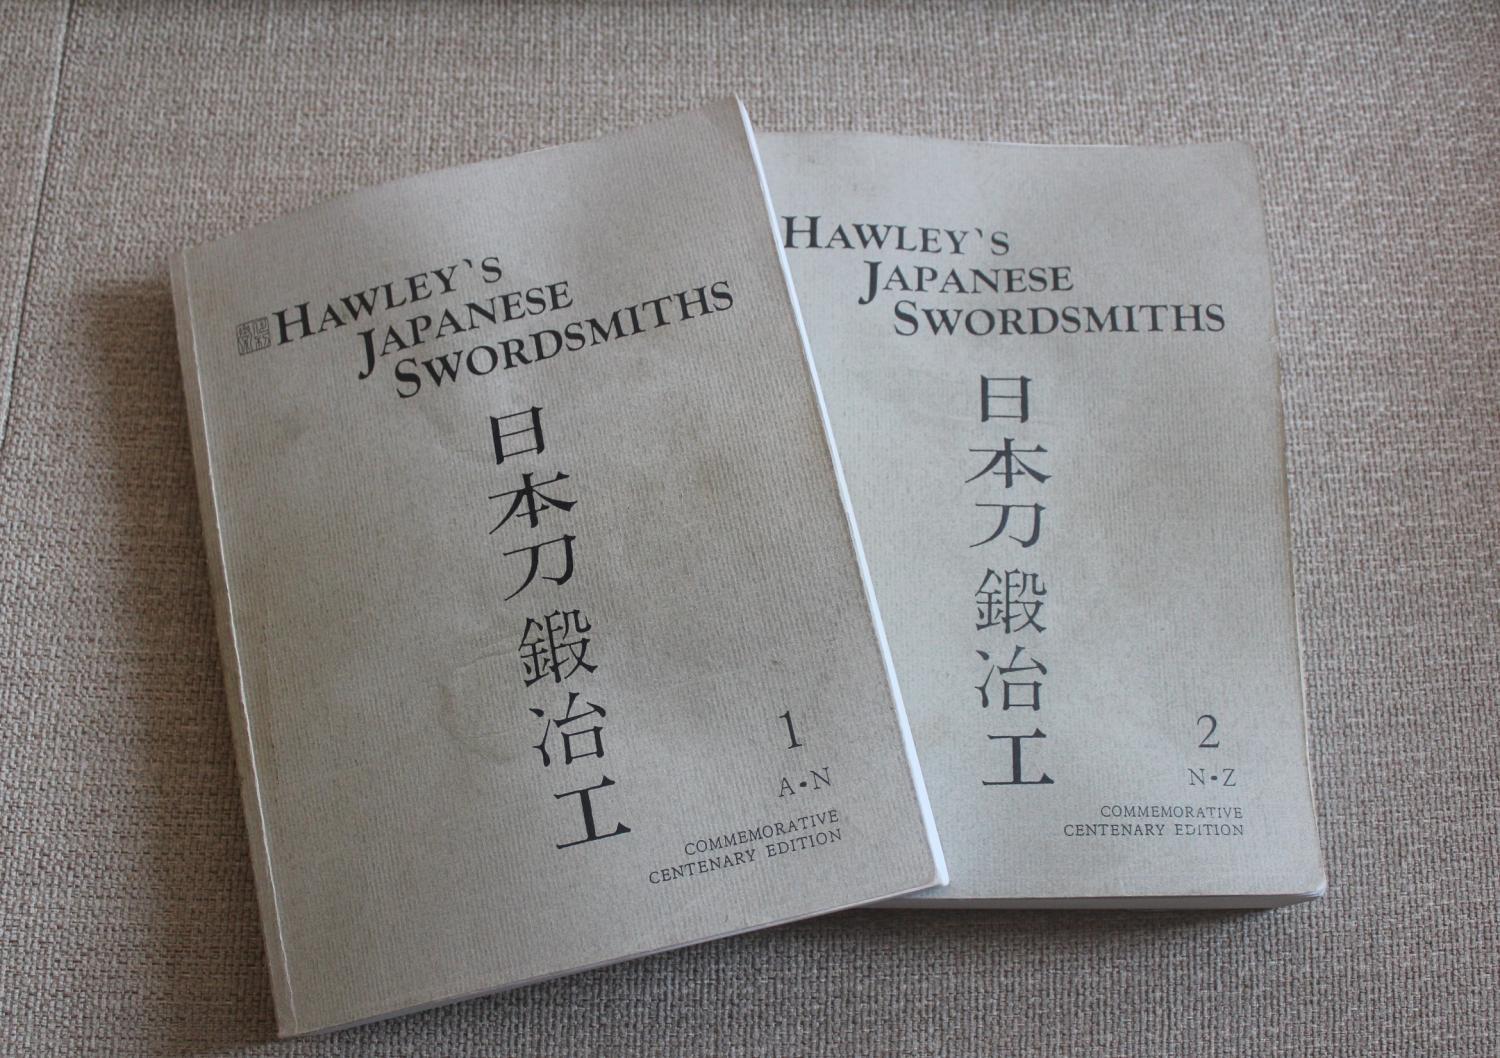 HAWLEY`S
JAPANESE
SWORDSMITHS
日本刀鍛冶工
1
A•N
COMMEMORATIVE
CENTENARY EDITION
HAWLEY`S
JAPANESE
SWORDSMITHS
日本刀鍛冶工
2
N•Z
COMMEMORATIVE
CENTENARY EDITION